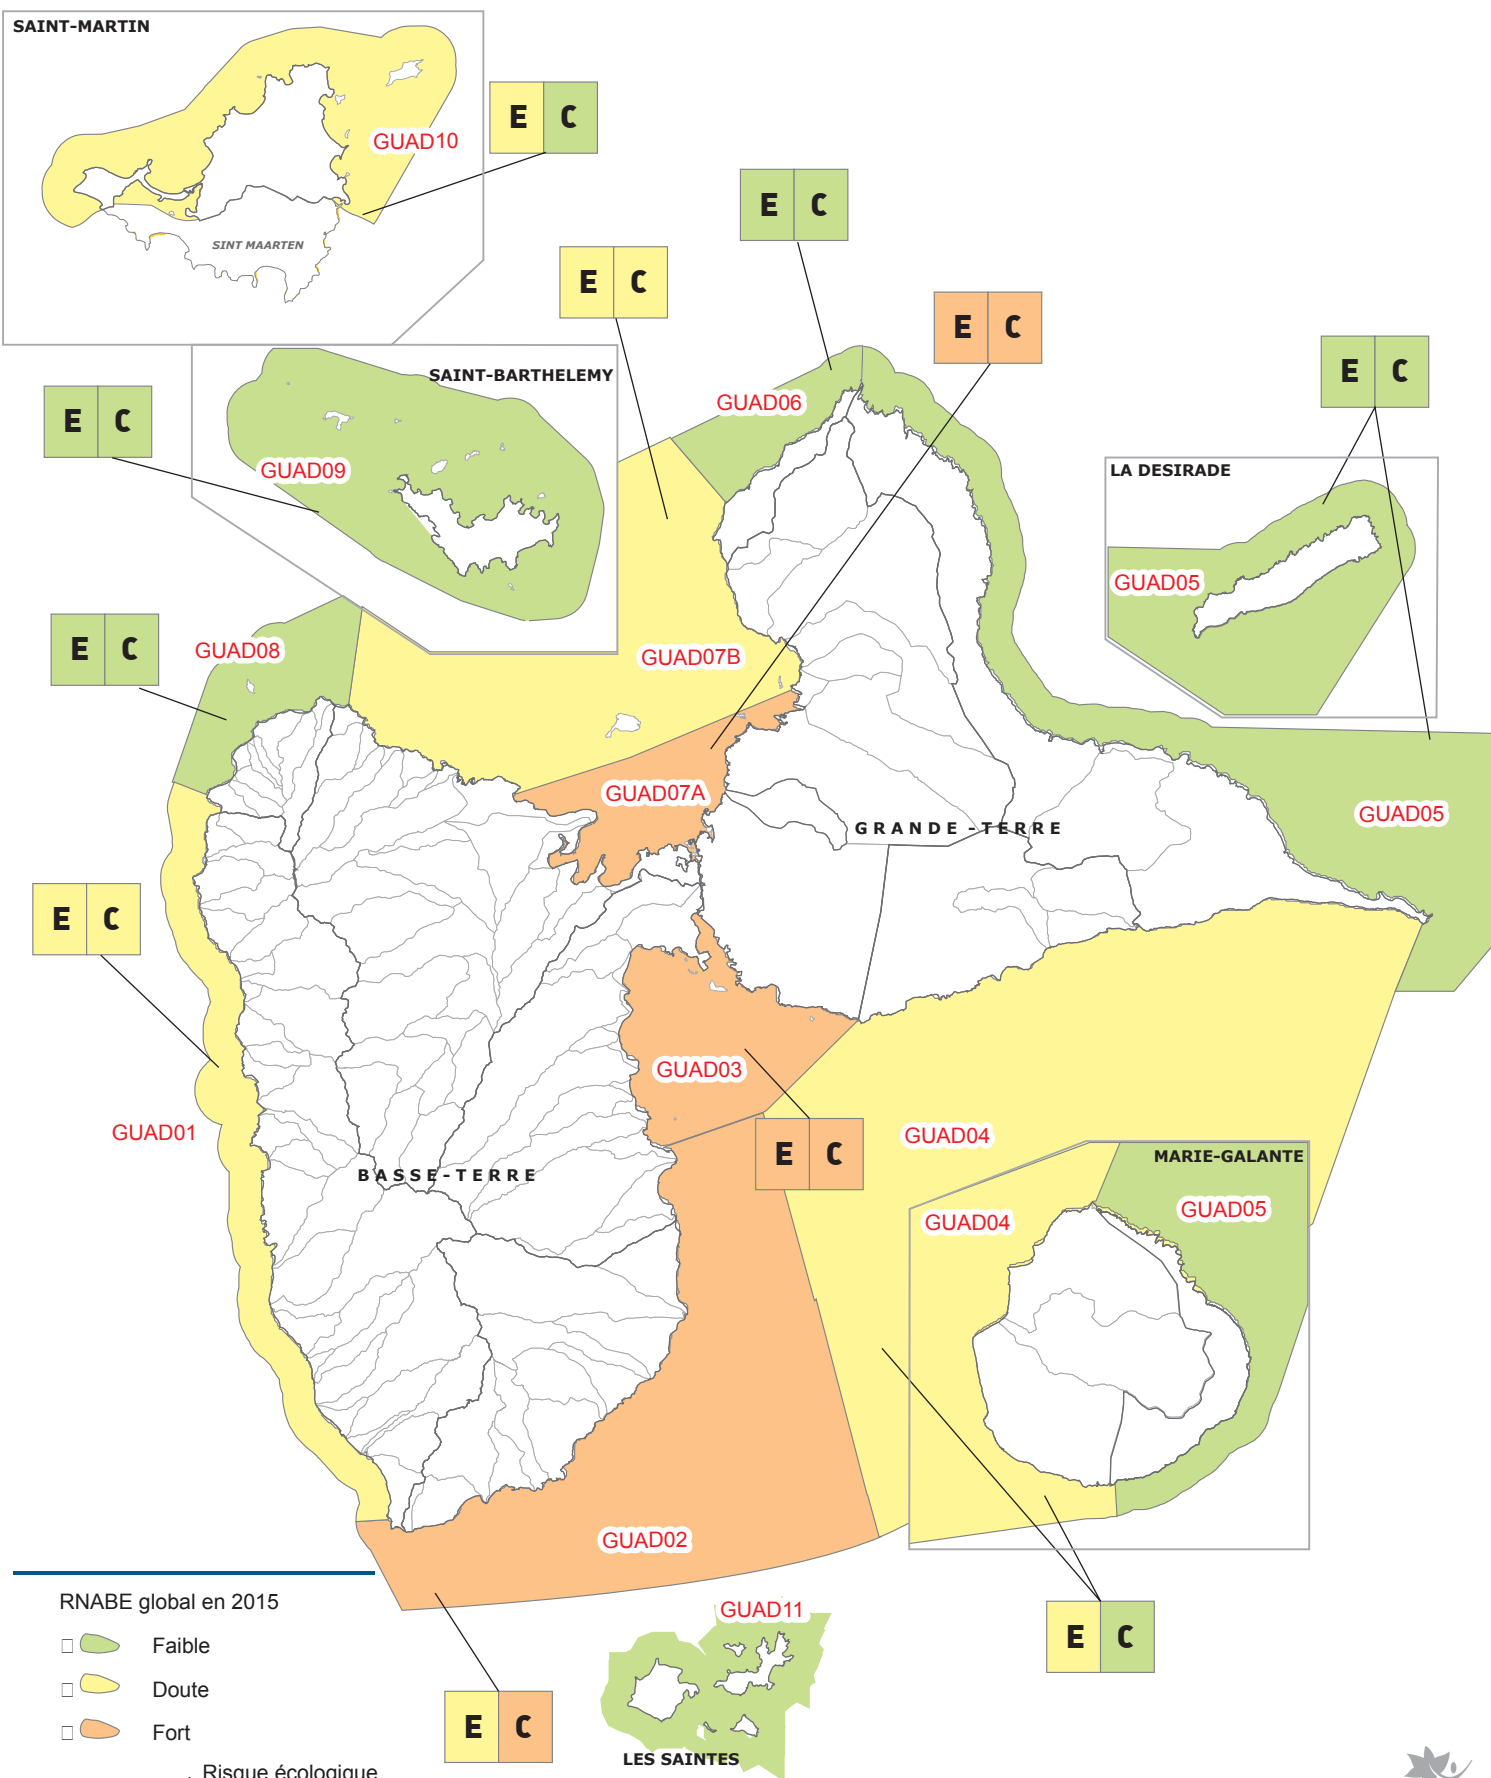 SAINT-MARTIN
GUAD10
E C
SINT MAARTEN
E C
E C
E C
E C
SAINT-BARTHELEMY
GUAD09
E C
GUAD06
LA DESIRADE
GUAD05
E C
GUAD08
GUAD07B
GUAD07A
GUAD05
GRANDE-TERRE
E C
GUAD03
GUAD01
GUAD04
E C
BASSE-TERRE
MARIE-GALANTE
GUAD05
GUAD04
GUAD02
RNABE global en 2015
Faible
Doute
Fort
Risque écologique
E C
GUAD11
LES SAINTES
E C